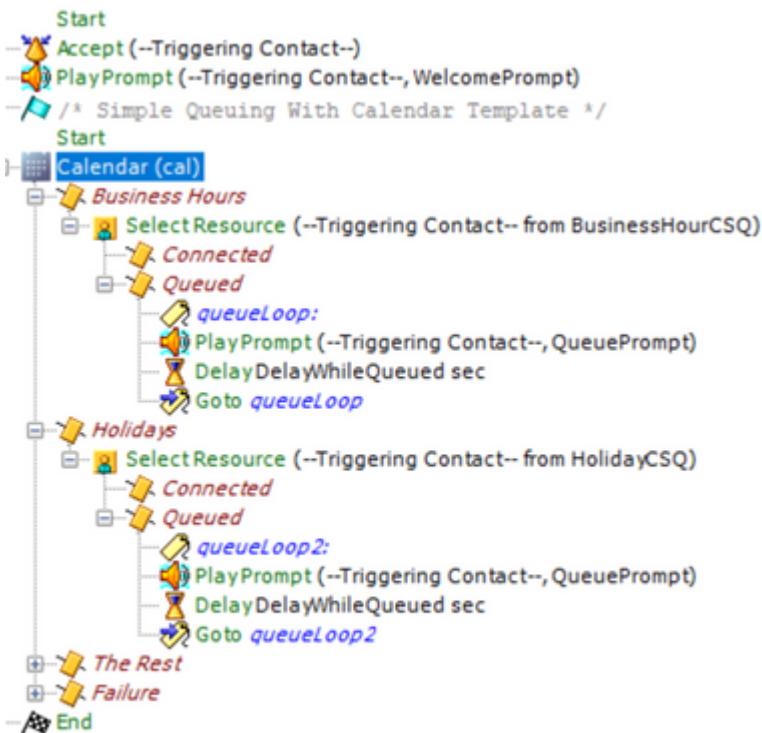 Start
Accept (--Triggering Contact--)
PlayPrompt (--Triggering Contact--, WelcomePrompt)
/* Simple Queuing With Calendar Template */
Start
Calendar (cal)
Business Hours
Select Resource (--Triggering Contact-- from BusinessHourCSQ)
Connected
Queued
queueLoop:
PlayPrompt (--Triggering Contact--, QueuePrompt)
Delay DelayWhileQueued sec
Goto queueLoop
Holidays
Select Resource (--Triggering Contact-- from HolidayCSQ)
Connected
Queued
queueLoop2:
PlayPrompt (--Triggering Contact--, QueuePrompt)
Delay DelayWhileQueued sec
Goto queueLoop2
The Rest
Failure
End